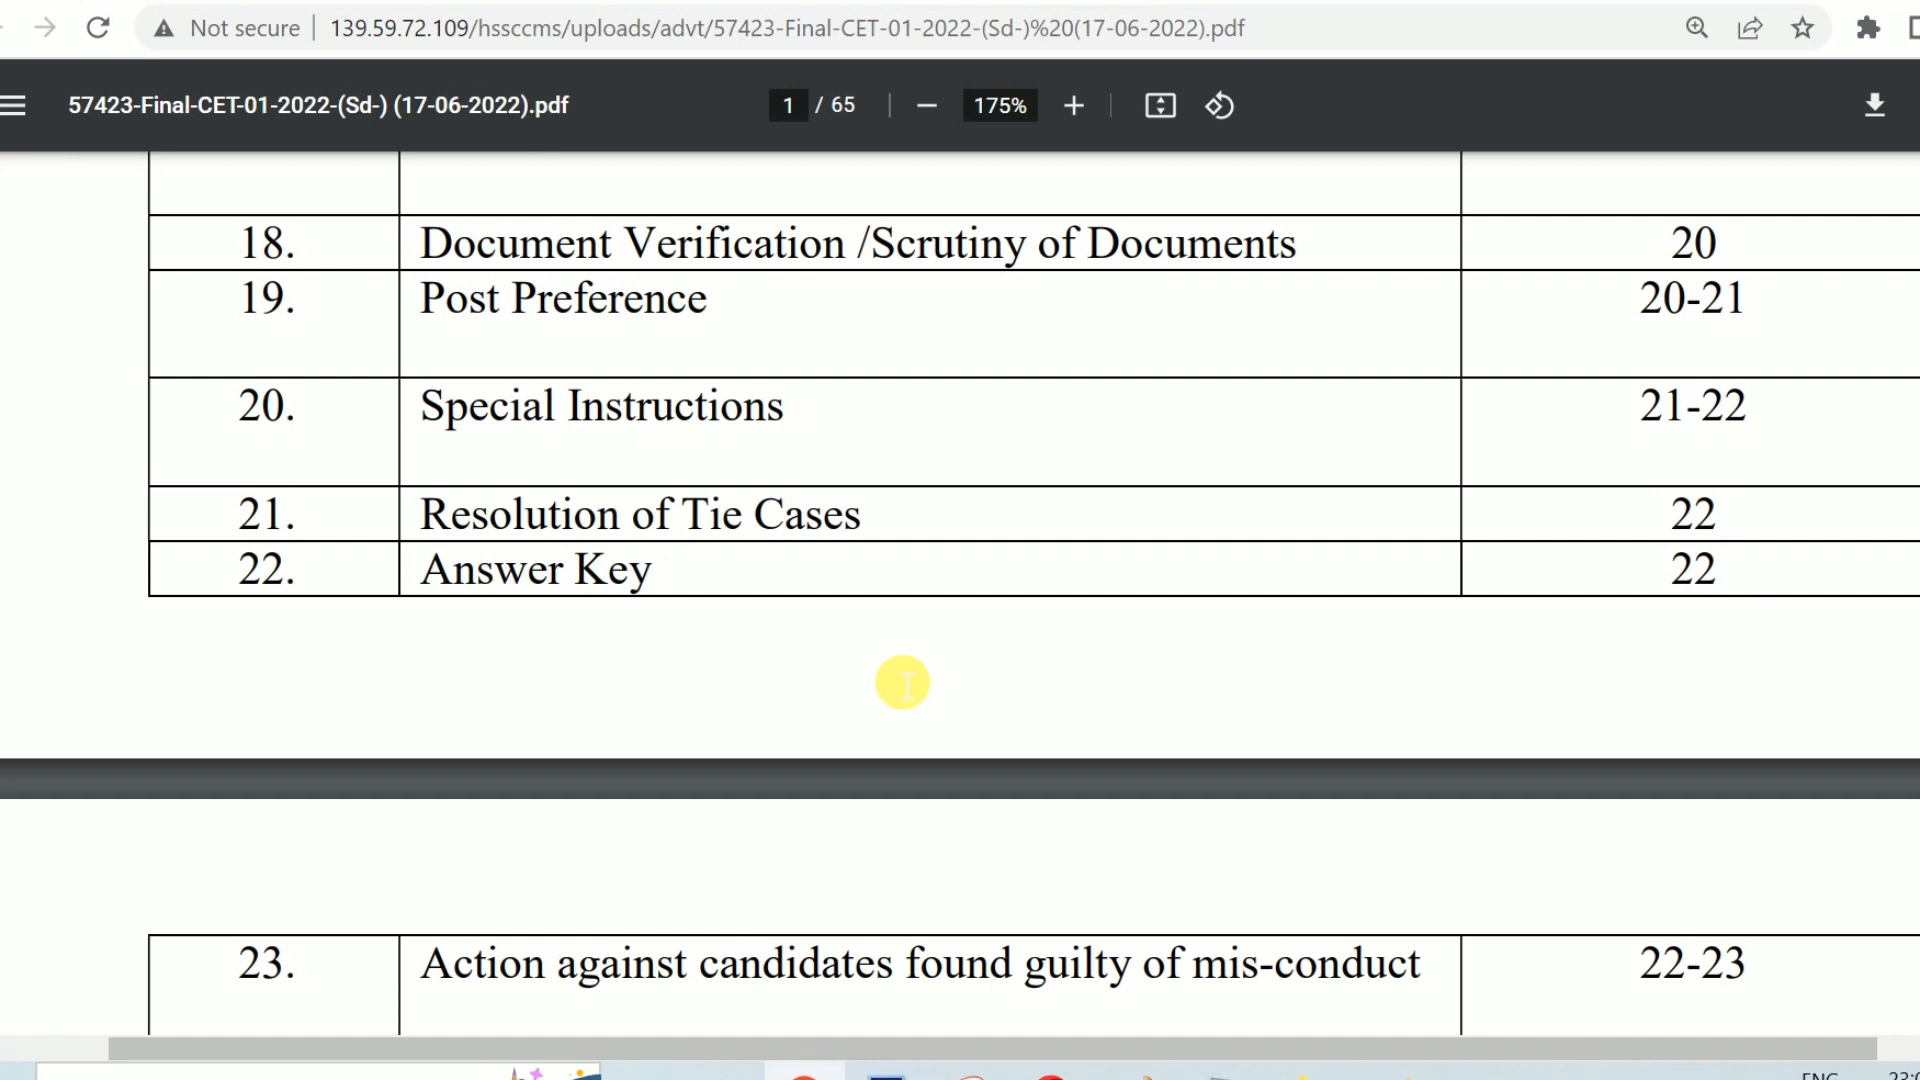 Not secure 139.59.72.109/hssccms/uploads/advt/57423-Final-CET-01-2022-(Sd-)%20(17-06-2022).pdf
57423-Final-CET-01-2022-(Sd-) (17-06-2022).pdf 1 / 65 175%
18. Document Verification /Scrutiny of Documents 20
19. Post Preference 20-21
20. Special Instructions 21-22
21. Resolution of Tie Cases 22
22. Answer Key 22
23. Action against candidates found guilty of mis-conduct 22-23
ENG